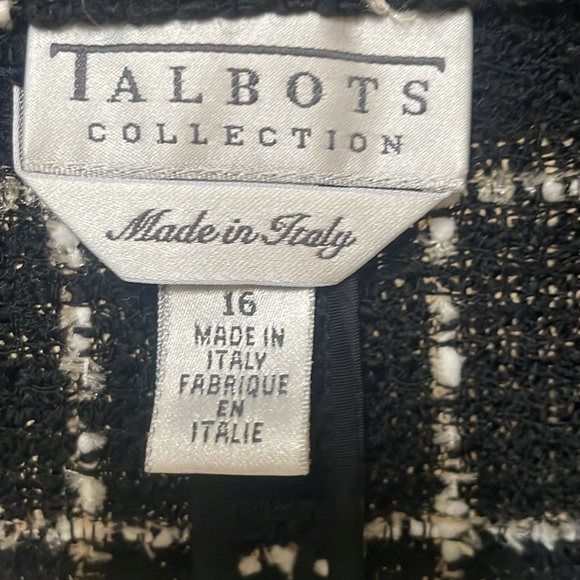 TALBOTS
COLLECTION
Made in Italy
16
MADE IN
ITALY
FABRIQUE
EN
ITALIE